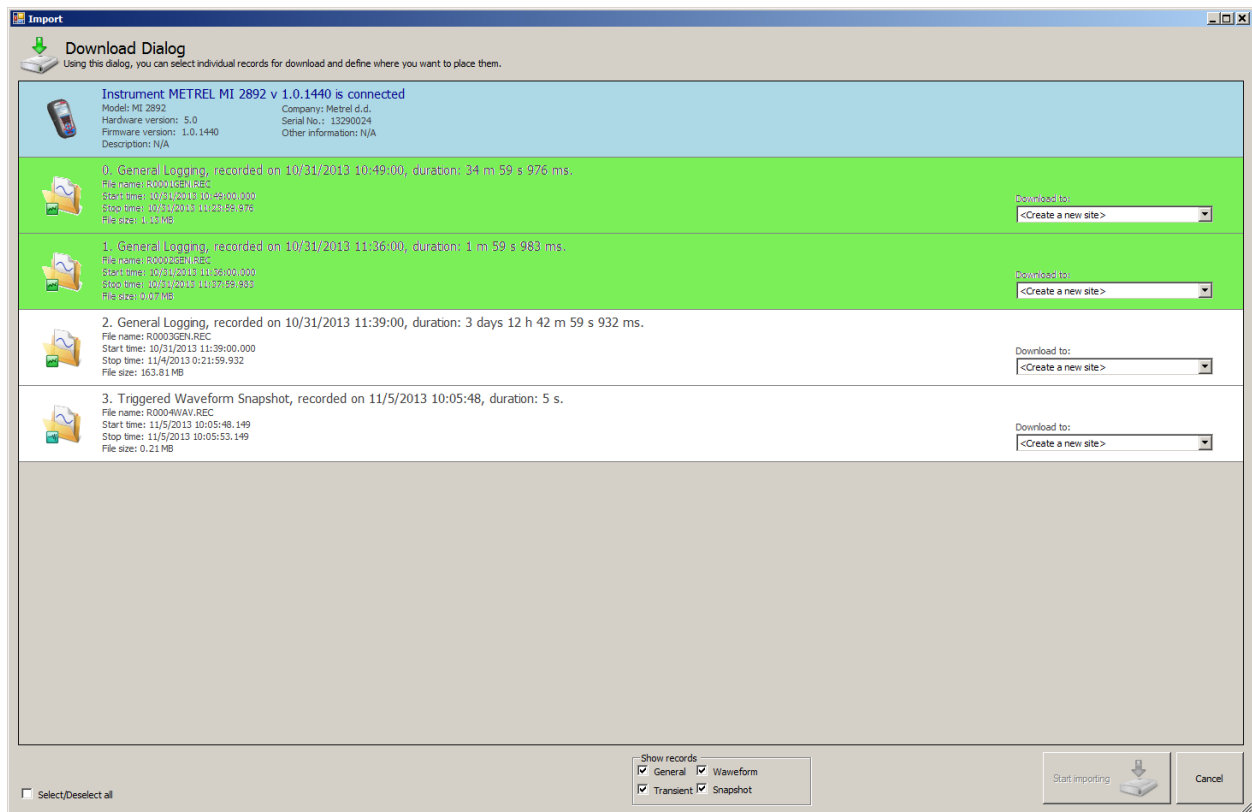 Import
Download Dialog
Using this dialog, you can select individual records for download and define where you want to place them.
Instrument METREL MI 2892 v 1.0.1440 is connected
Model: MI 2892 Company: Metrel d.d.
Hardware version: 5.0 Serial No.: 13290024
Firmware version: 1.0.1440 Other information: N/A
Description: N/A
0. General Logging, recorded on 10/31/2013 10:49:00, duration: 34 m 59 s 976 ms.
File name: R0001GEN.REC
Start time: 10/31/2013 10:49:00.000
Stop time: 10/31/2013 11:23:59.976
File size: 1.13 MB
Download to:
<Create a new site>
1. General Logging, recorded on 10/31/2013 11:36:00, duration: 1 m 59 s 983 ms.
File name: R0002GEN.REC
Start time: 10/31/2013 11:36:00.000
Stop time: 10/31/2013 11:37:59.983
File size: 0.07 MB
Download to:
<Create a new site>
2. General Logging, recorded on 10/31/2013 11:39:00, duration: 3 days 12 h 42 m 59 s 932 ms.
File name: R0003GEN.REC
Start time: 10/31/2013 11:39:00.000
Stop time: 11/4/2013 0:21:59.932
File size: 163.81 MB
Download to:
<Create a new site>
3. Triggered Waveform Snapshot, recorded on 11/5/2013 10:05:48, duration: 5 s.
File name: R0004WAV.REC
Start time: 11/5/2013 10:05:48.149
Stop time: 11/5/2013 10:05:53.149
File size: 0.21 MB
Download to:
<Create a new site>
Show records
General Waweform
Transient Snapshot
Select/Deselect all
Start importing
Cancel